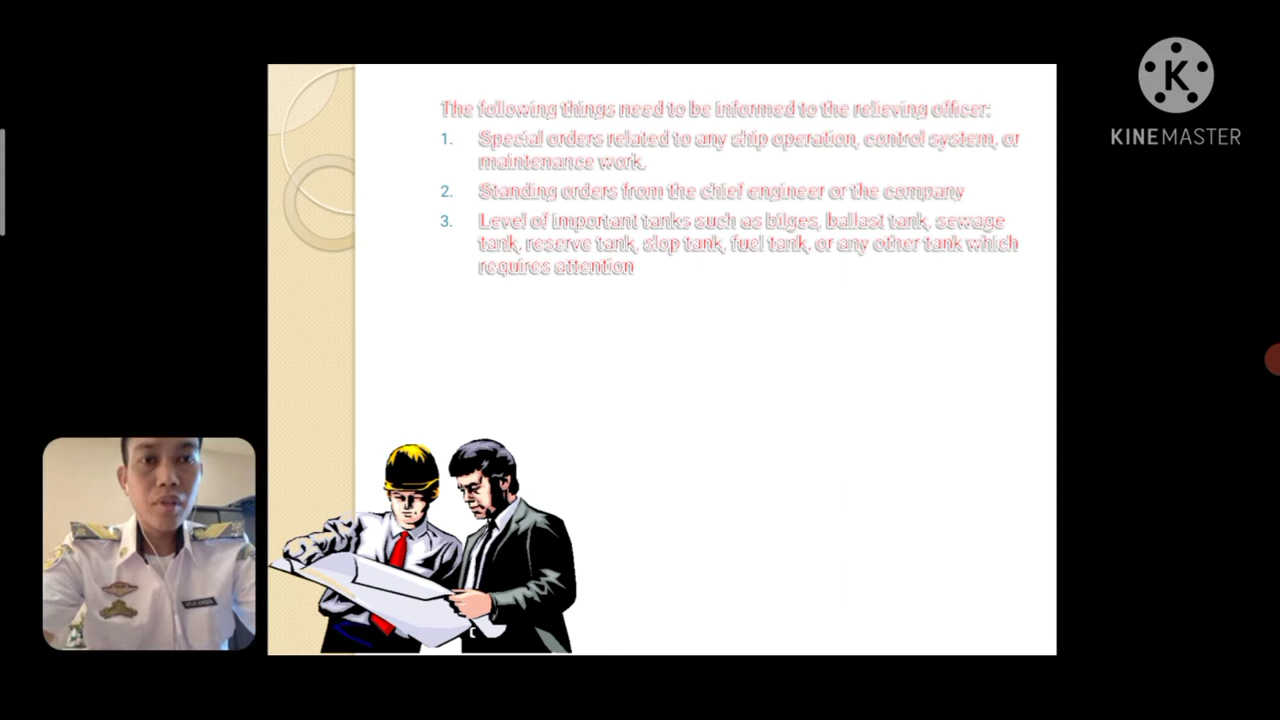 The following things need to be informed to the relieving officer:
1. Special orders related to any ship operation, control system, or
maintenance work.
2. Standing orders from the chief engineer or the company
3. Level of important tanks such as bilges, ballast tank, sewage
tank, reserve tank, slop tank, fuel tank, or any other tank which
requires attention
K
KINEMASTER